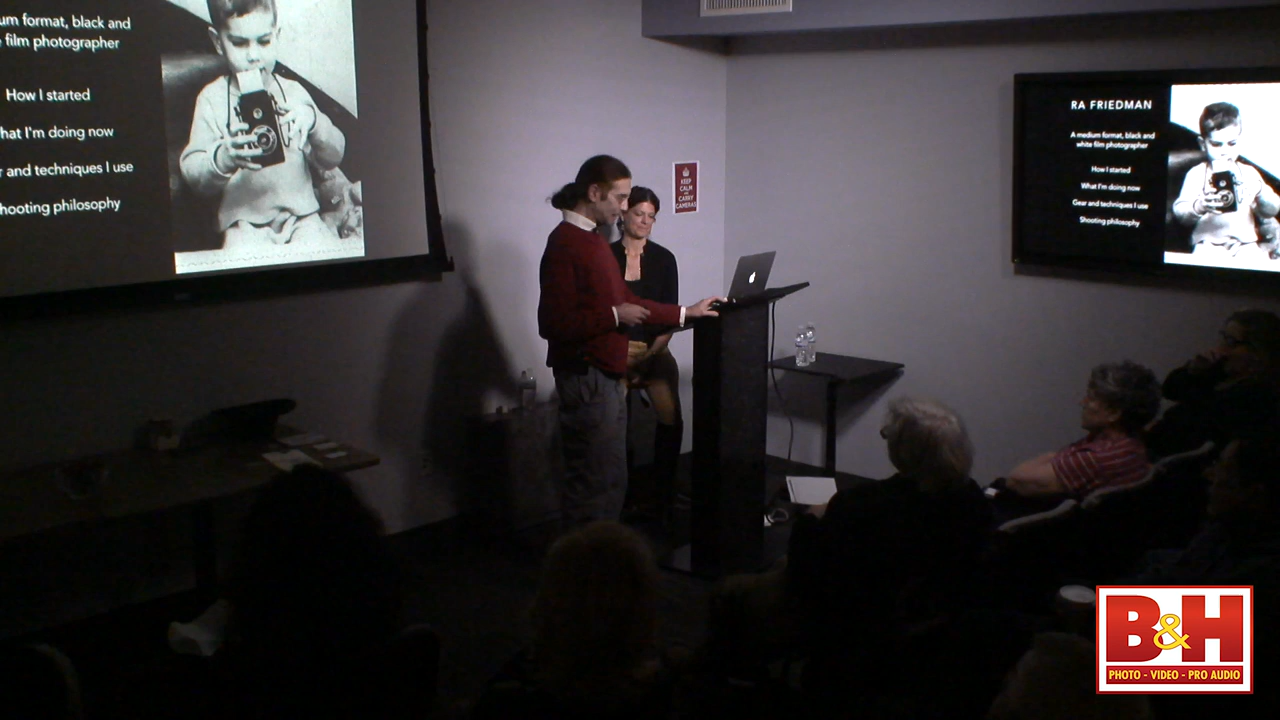 um format, black and
film photographer
How I started
hat I'm doing now
r and techniques I use
hooting philosophy
KEEP
CALM
AND
CARRY
CAMERAS
RA FRIEDMAN
A medium format, black and
white film photographer
How I started
What I'm doing now
Gear and techniques I use
Shooting philosophy
B&H
PHOTO - VIDEO - PRO AUDIO